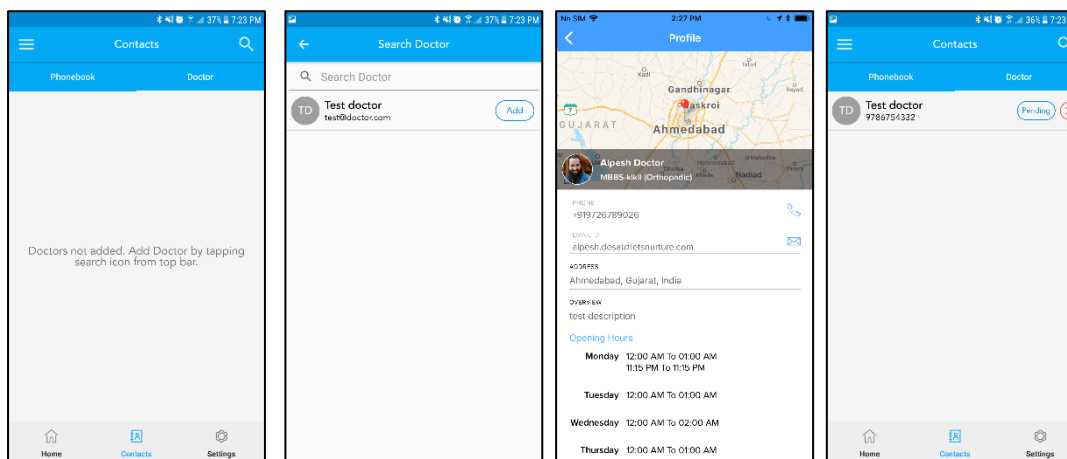 37% 7:23 PM
Contacts
Phonebook Doctor
Doctors not added. Add Doctor by tapping
search icon from top bar.
Home Contacts Settings
37% 7:23 PM
Search Doctor
Search Doctor
TD Test doctor Add
test@doctor.com
No SIM 2:27 PM
Profile
Kadi
Gandhinagar
7
GUJARAT
Ahmedabad
Alpesh Doctor
MBBS-kikii (Orthopadic)
Nadiad
PHONE
+919726789026
EMAIL ID
alpesh.desai@letsnurture.com
ADDRESS
Ahmedabad, Gujarat, India
OVERVIEW
test description
Opening Hours
Monday 12:00 AM To 01:00 AM
11:15 PM To 11:15 PM
Tuesday 12:00 AM To 01:00 AM
Wednesday 12:00 AM To 02:00 AM
Thursday 12:00 AM To 01:00 AM
36% 7:23
Contacts
Phonebook Doctor
TD Test doctor Pending
9786754332
Home Contacts Settings